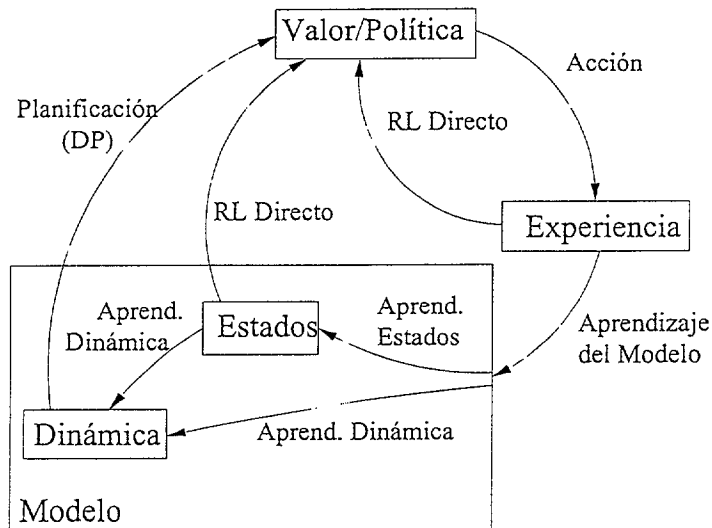 Valor/Política
Acción
Planificación
(DP)
RL Directo
RL Directo
Experiencia
Aprend.
Dinámica
Estados
Aprend.
Estados
Aprendizaje
del Modelo
Dinámica
Aprend. Dinámica
Modelo